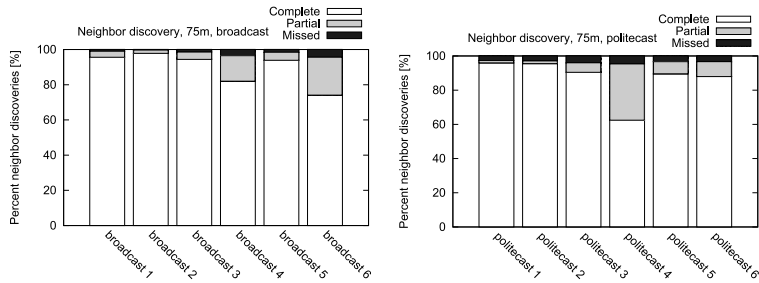 Complete
Partial
Missed
Neighbor discovery, 75m, broadcast
Percent neighbor discoveries [%]
100
80
60
40
20
0
broadcast 1
broadcast 2
broadcast 3
broadcast 4
broadcast 5
broadcast 6
Complete
Partial
Missed
Neighbor discovery, 75m, politecast
Percent neighbor discoveries [%]
100
80
60
40
20
0
politecast 1
politecast 2
politecast 3
politecast 4
politecast 5
politecast 6